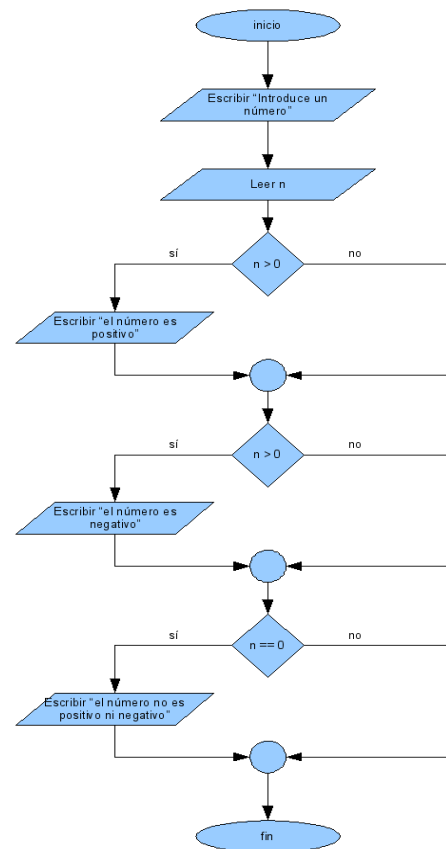 inicio
Escribir “Introduce un
número”
Leer n
sí
n > 0
no
Escribir “el número es
positivo”
sí
n > 0
no
Escribir “el número es
negativo”
sí
n == 0
no
Escribir “el número no es
positivo ni negativo”
fin